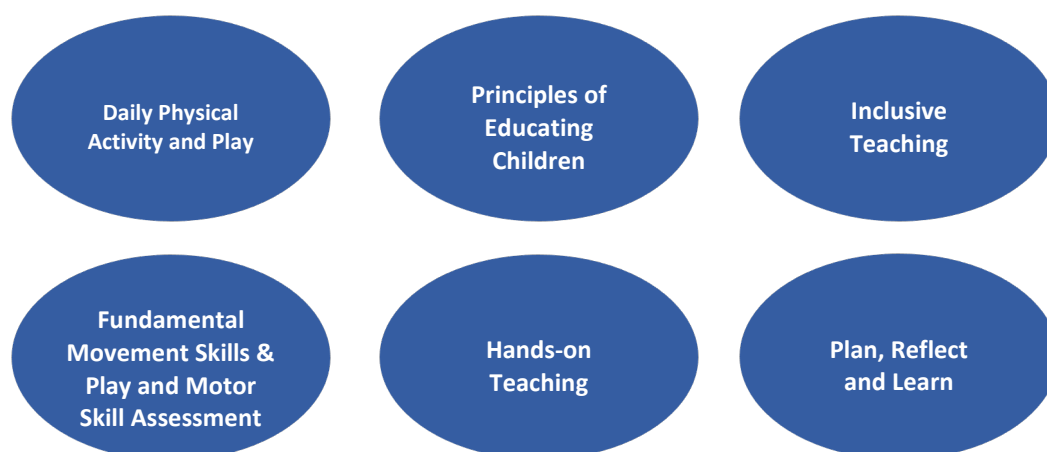 Daily Physical
Activity and Play
Principles of
Educating
Children
Inclusive
Teaching
Fundamental
Movement Skills &
Play and Motor
Skill Assessment
Hands-on
Teaching
Plan, Reflect
and Learn